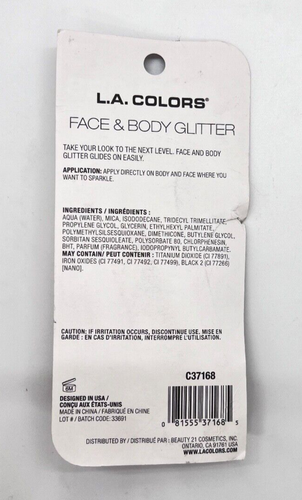 L.A. COLORS®
FACE & BODY GLITTER
TAKE YOUR LOOK TO THE NEXT LEVEL. FACE AND BODY
GLITTER GLIDES ON EASILY.
APPLICATION: APPLY DIRECTLY ON BODY AND FACE WHERE YOU
WANT TO SPARKLE.
INGREDIENTS / INGRÉDIENTS :
AQUA (WATER), MICA, ISODODECANE, TRIDECYL TRIMELLITATE,
PROPYLENE GLYCOL, GLYCERIN, ETHYLHEXYL PALMITATE,
POLYMETHYLSILSESQUIOXANE, DIMETHICONE, BUTYLENE GLYCOL,
SORBITAN SESQUIOLEATE, POLYSORBATE 80, CHLORPHENESIN,
BHT, PARFUM (FRAGRANCE), IODOPROPYNYL BUTYLCARBAMATE.
MAY CONTAIN/ PEUT CONTENIR : TITANIUM DIOXIDE (CI 77891),
IRON OXIDES (CI 77491, CI 77492, CI 77499), BLACK 2 (CI 77266)
[NANO].
CAUTION: IF IRRITATION OCCURS, DISCONTINUE USE. MISE EN
GARDE : EN CAS D'IRRITATION, INTERROMPRE L'UTILISATION.
6M
C37168
DESIGNED IN USA /
CONÇU AUX ÉTATS-UNIS
MADE IN CHINA / FABRIQUÉ EN CHINE
LOT # / BATCH CODE: 33691
0 81555 37168 5
DISTRIBUTED BY / DISTRIBUÉ PAR : BEAUTY 21 COSMETICS, INC.
ONTARIO, CA 91761 USA
WWW.LACOLORS.COM